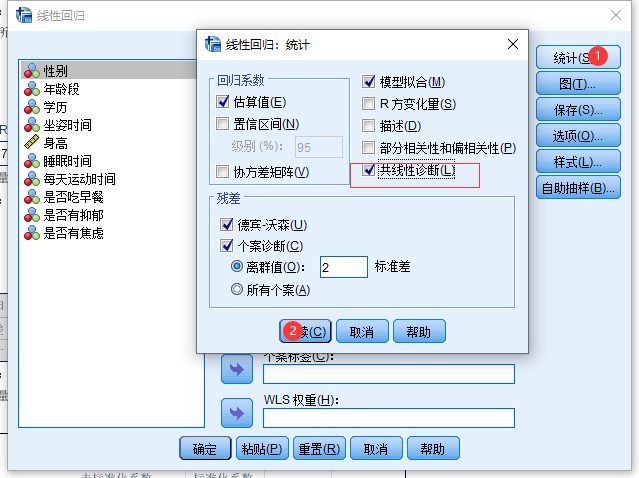 线性回归
线性回归：统计
性别
年龄段
学历
坐姿时间
身高
睡眠时间
每天运动时间
是否吃早餐
是否有抑郁
是否有焦虑
回归系数
估算值(E)
置信区间(N)
级别 (%)：
95
协方差矩阵(V)
模型拟合(M)
R 方变化量(S)
描述(D)
部分相关性和偏相关性(P)
共线性诊断(L)
残差
德宾-沃森(U)
个案诊断(C)
离群值(O)：
2
标准差
所有个案(A)
2
(C)
取消
帮助
统计(S
1
图(T)...
保存(S)...
选项(O)...
样式(L)...
自助抽样(B)...
个案标签(C)：
WLS 权重(H)：
确定
粘贴(P)
重置(R)
取消
帮助